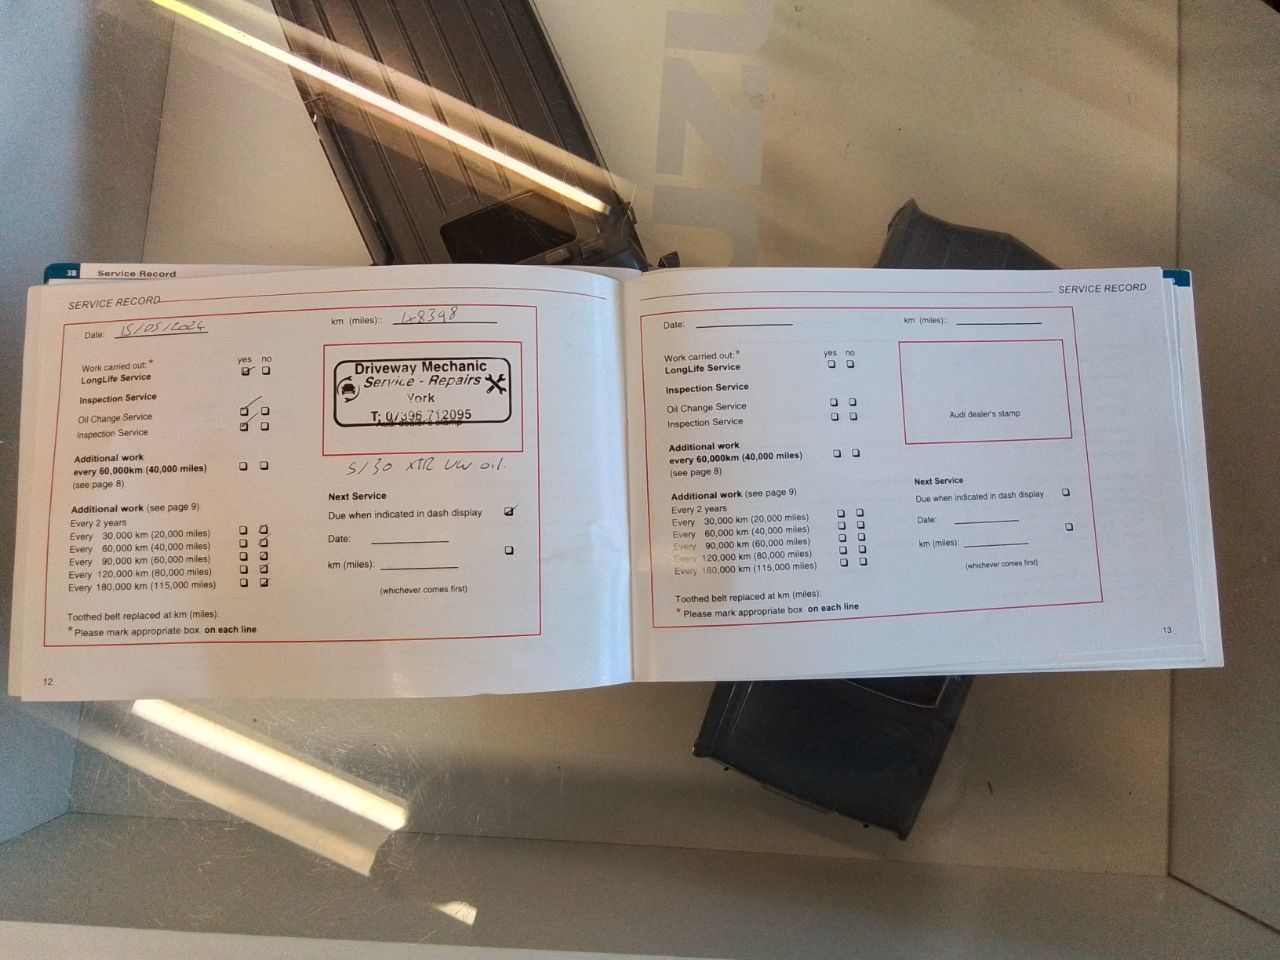 38 Service Record
SERVICE RECORD
Date: 15/05/2024
km (miles):: 148398
Work carried out:*
yes no
LongLife Service
Inspection Service
Oil Change Service
Inspection Service
Additional work
every 60,000km (40,000 miles)
(see page 8)
Additional work (see page 9)
Every 2 years
Every 30,000 km (20,000 miles)
Every 60,000 km (40,000 miles)
Every 90,000 km (60,000 miles)
Every 120,000 km (80,000 miles)
Every 180,000 km (115,000 miles)
Toothed belt replaced at km (miles):
* Please mark appropriate box on each line
12
Driveway Mechanic
Service - Repairs
York
T: 07396 712095
Audi dealer's stamp
5/30 XTR VW oil.
Next Service
Due when indicated in dash display
Date:
km (miles):
(whichever comes first)
SERVICE RECORD
Date:
km (miles)::
Work carried out:*
yes no
LongLife Service
Inspection Service
Oil Change Service
Inspection Service
Additional work
every 60,000km (40,000 miles)
(see page 8)
Additional work (see page 9)
Every 2 years
Every 30,000 km (20,000 miles)
Every 60,000 km (40,000 miles)
Every 90,000 km (60,000 miles)
Every 120,000 km (80,000 miles)
Every 180,000 km (115,000 miles)
Toothed belt replaced at km (miles):
* Please mark appropriate box on each line
Audi dealer's stamp
Next Service
Due when indicated in dash display
Date:
km (miles):
(whichever comes first)
13